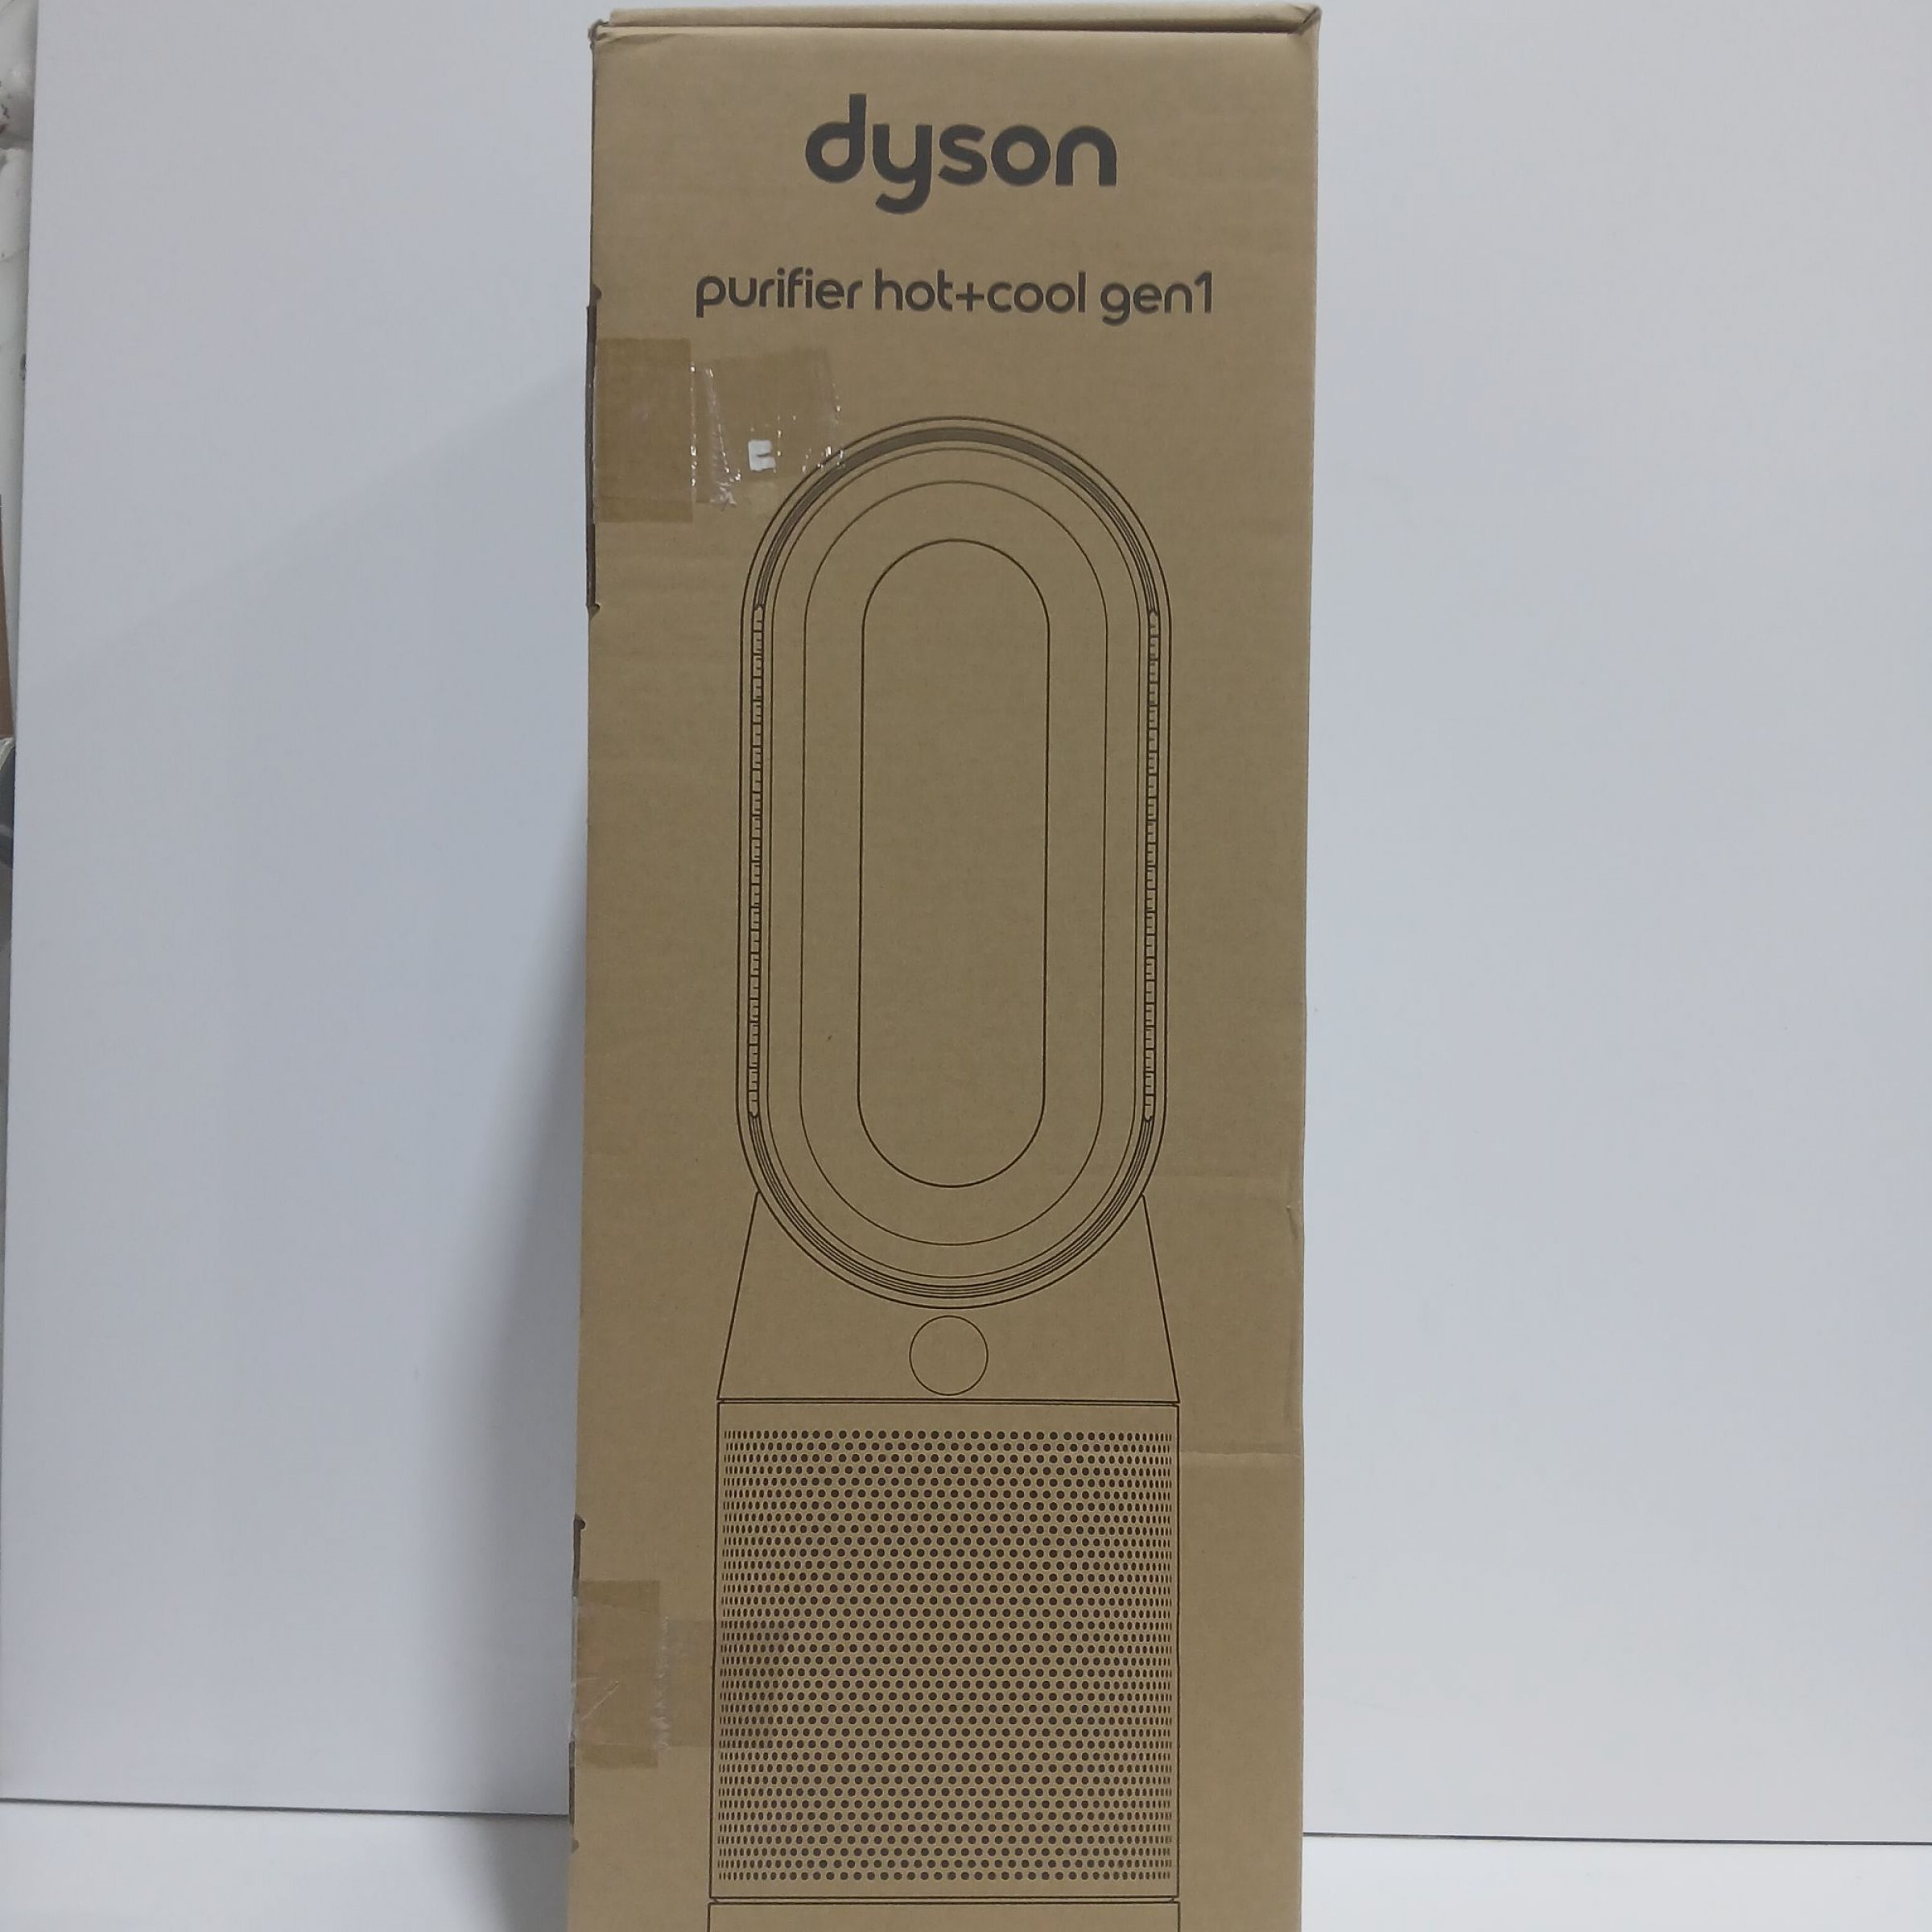 dyson
purifier hot+cool gen1